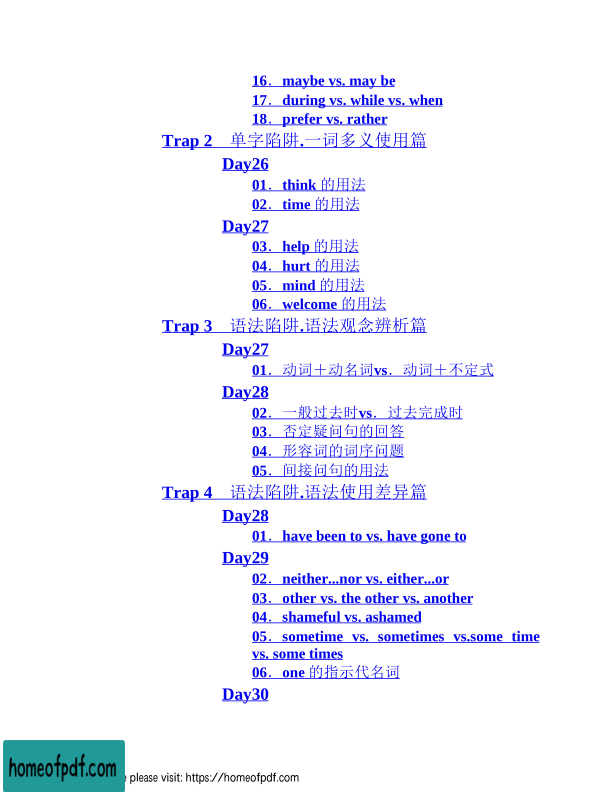 16．maybe vs. may be
17．during vs. while vs. when
18．prefer vs. rather
Trap 2　单字陷阱.一词多义使用篇
Day26
01．think 的用法
02．time 的用法
Day27
03．help 的用法
04．hurt 的用法
05．mind 的用法
06．welcome 的用法
Trap 3　语法陷阱.语法观念辨析篇
Day27
01．动词＋动名词vs．动词＋不定式
Day28
02．一般过去时vs．过去完成时
03．否定疑问句的回答
04．形容词的词序问题
05．间接问句的用法
Trap 4　语法陷阱.语法使用差异篇
Day28
01．have been to vs. have gone to
Day29
02．neither...nor vs. either...or
03．other vs. the other vs. another
04．shameful vs. ashamed
05．sometime vs. sometimes vs.some time
vs. some times
06．one 的指示代名词
Day30
homeofpdf.com
please visit: https://homeofpdf.com